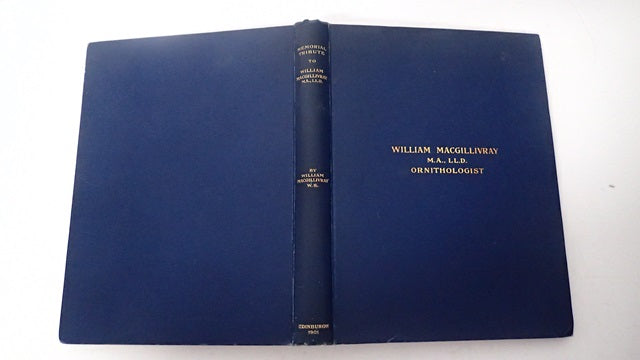 MEMORIAL
TRIBUTE
TO
WILLIAM
MACGILLIVRAY
M.A., LL.D.
BY
WILLIAM
MACGILLIVRAY
W.S.
EDINBURGH
1901
WILLIAM MACGILLIVRAY
M.A., LL.D.
ORNITHOLOGIST